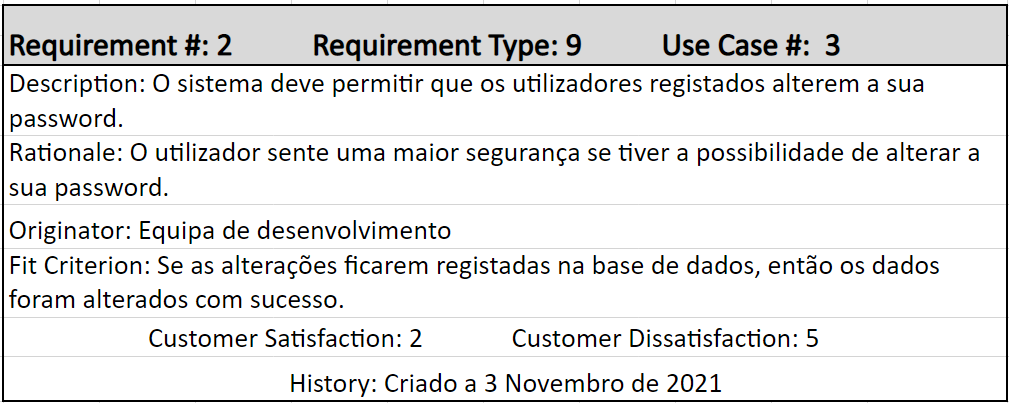 Requirement #: 2 Requirement Type: 9 Use Case #: 3
Description: O sistema deve permitir que os utilizadores registados alterem a sua
password.
Rationale: O utilizador sente uma maior segurança se tiver a possibilidade de alterar a
sua password.
Originator: Equipa de desenvolvimento
Fit Criterion: Se as alterações ficarem registadas na base de dados, então os dados
foram alterados com sucesso.
Customer Satisfaction: 2 Customer Dissatisfaction: 5
History: Criado a 3 Novembro de 2021